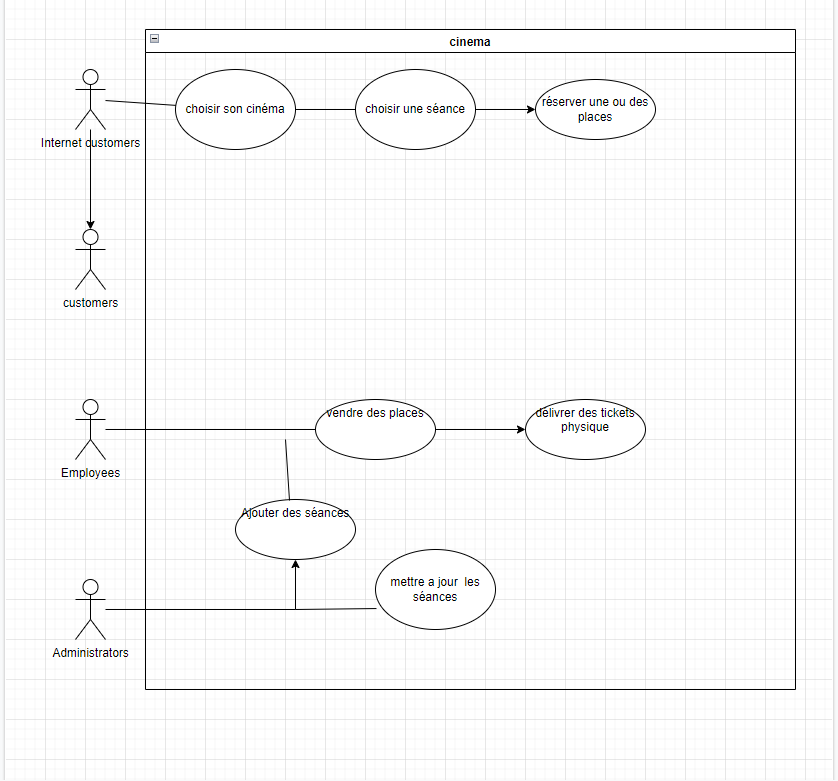 cinema
choisir son cinéma
choisir une séance
réserver une ou des
places
Internet customers
customers
vendre des places
délivrer des tickets
physique
Employees
Ajouter des séances
mettre a jour  les
séances
Administrators